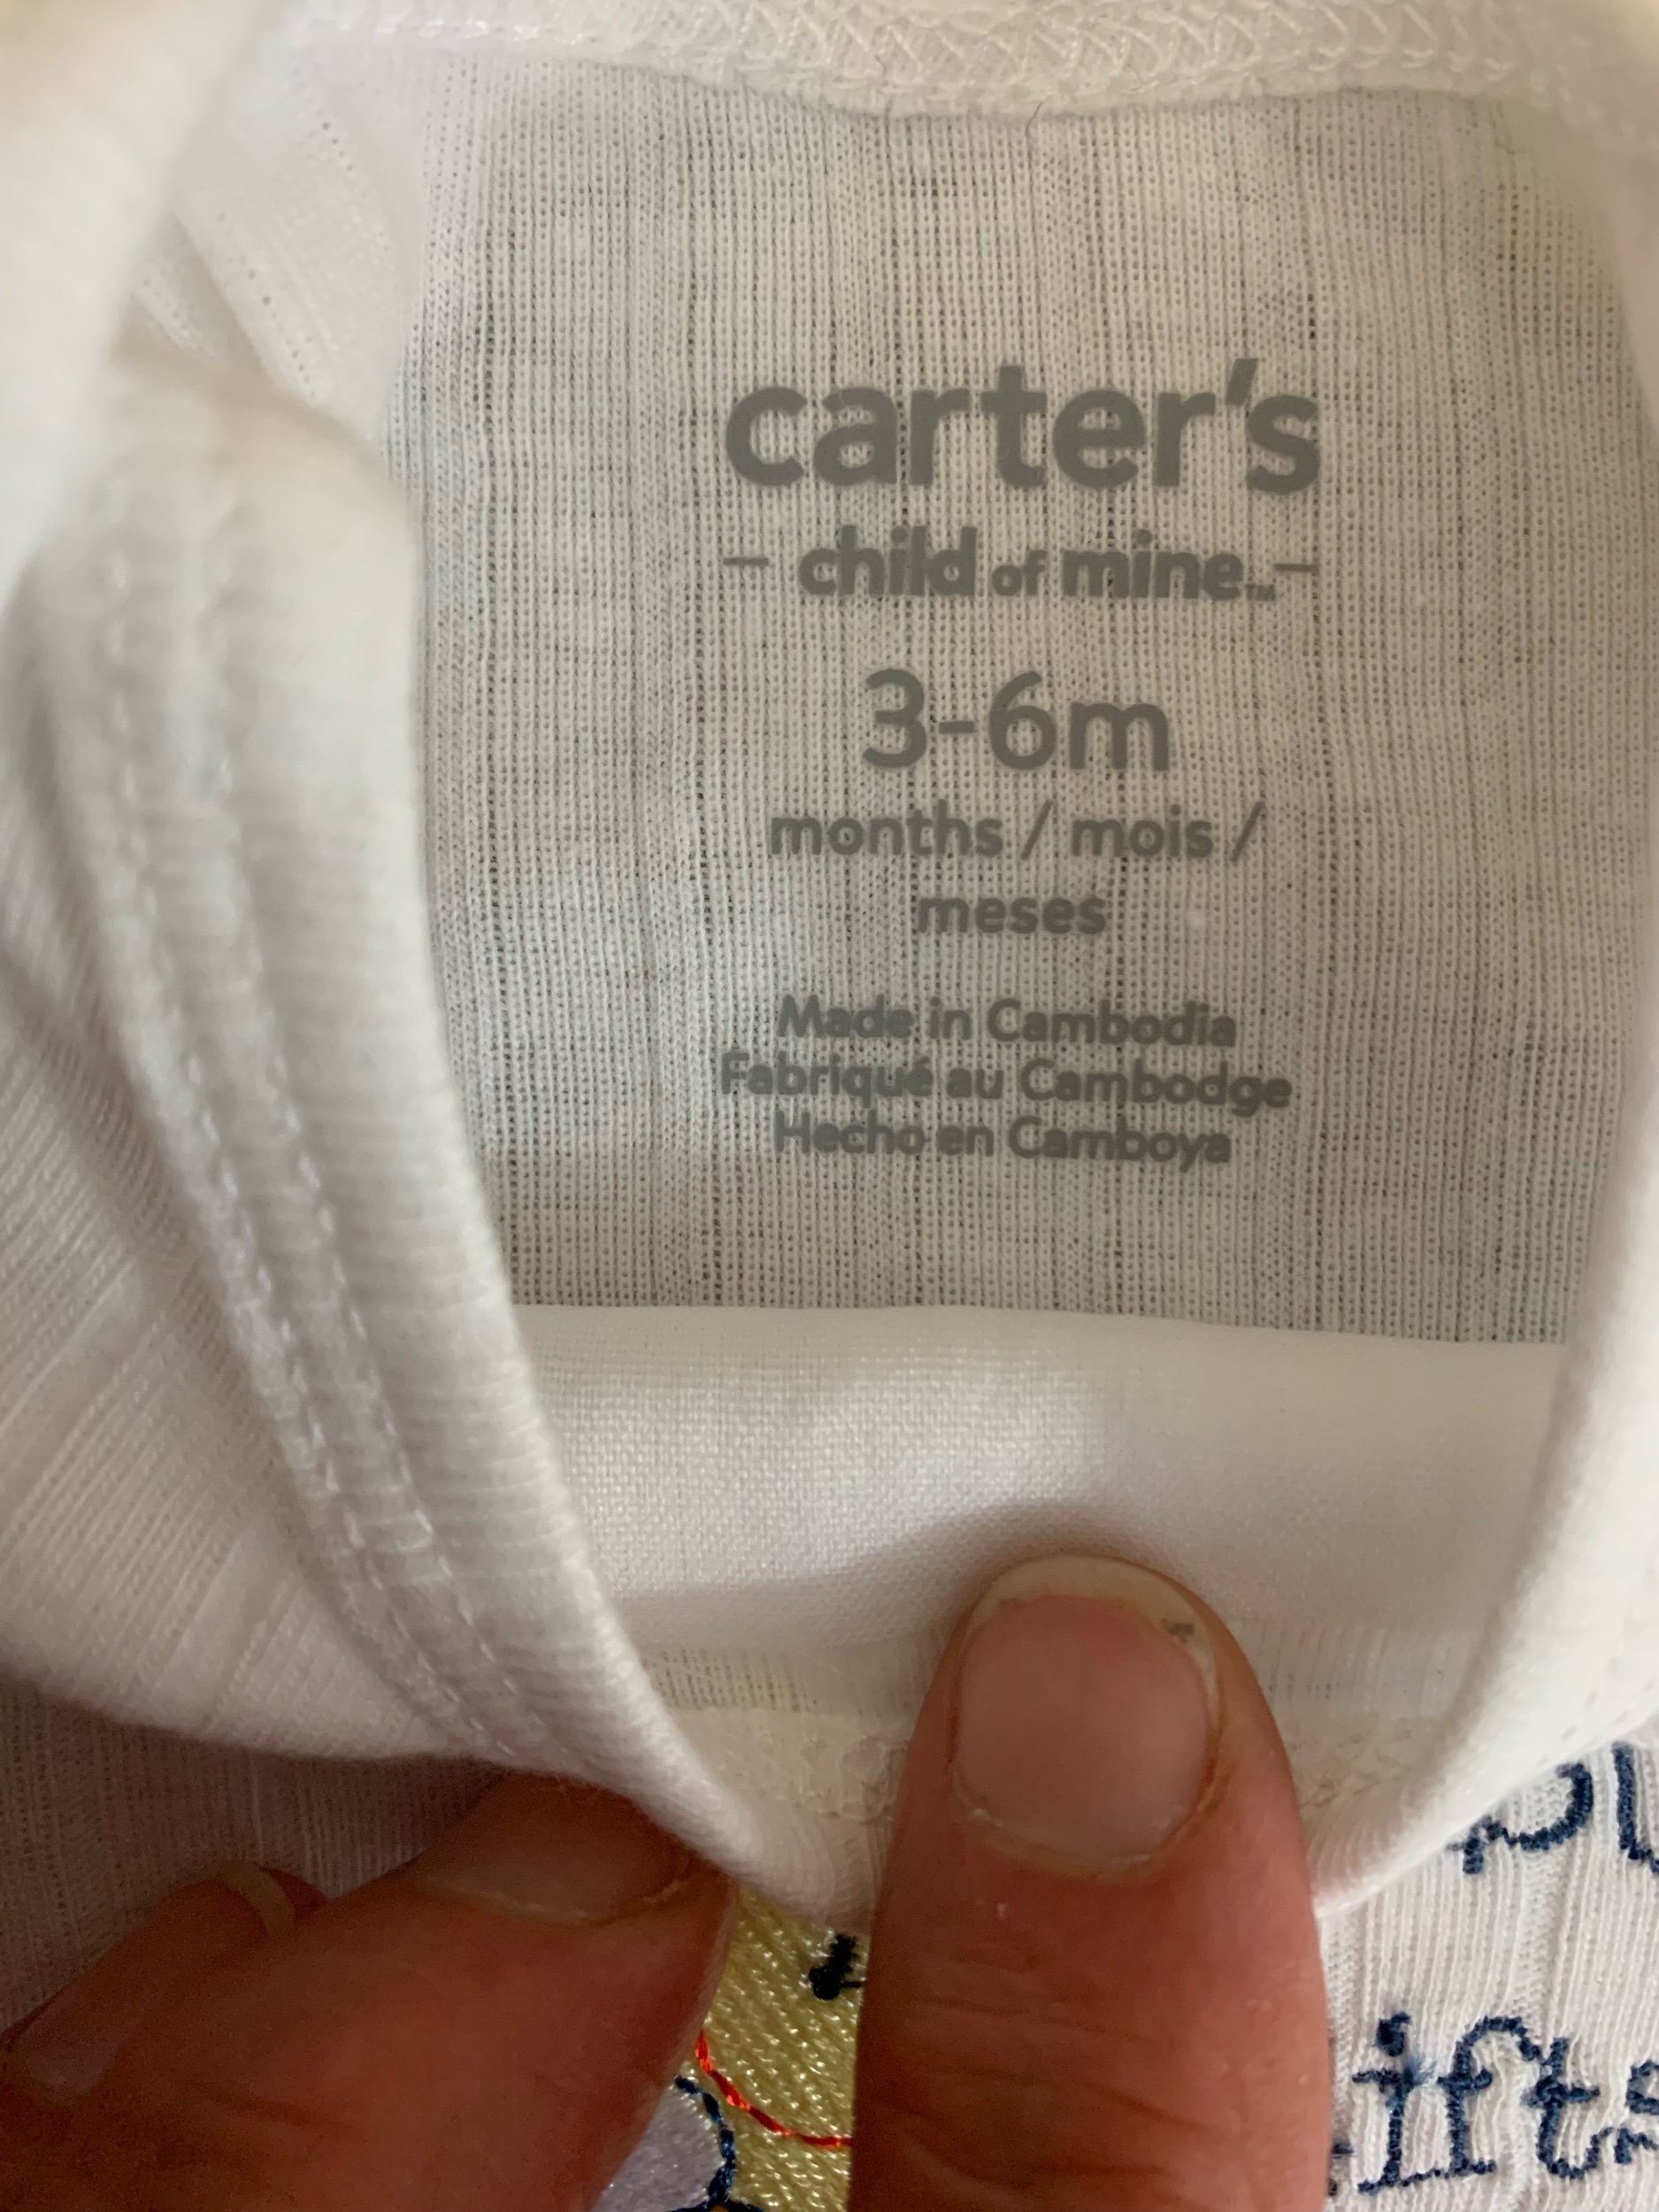 carter's
– child of mine™ –
3-6m
months / mois /
meses
Made in Cambodia
Fabriqué au Cambodge
Hecho en Camboya